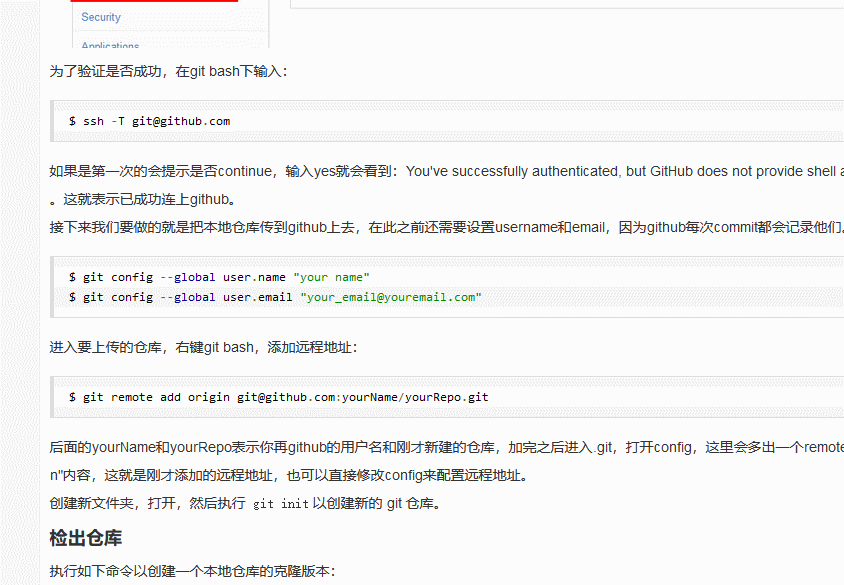 Security
Applications
为了验证是否成功，在git bash下输入：
$ ssh -T git@github.com
如果是第一次的会提示是否continue，输入yes就会看到：You've successfully authenticated, but GitHub does not provide shell a
。这就表示已成功连上github。
接下来我们要做的就是把本地仓库传到github上去，在此之前还需要设置username和email，因为github每次commit都会记录他们。
$ git config --global user.name "your name"
$ git config --global user.email "your_email@youremail.com"
进入要上传的仓库，右键git bash，添加远程地址：
$ git remote add origin git@github.com:yourName/yourRepo.git
后面的yourName和yourRepo表示你再github的用户名和刚才新建的仓库，加完之后进入.git，打开config，这里会多出一个remote
n"内容，这就是刚才添加的远程地址，也可以直接修改config来配置远程地址。
创建新文件夹，打开，然后执行 git init 以创建新的 git 仓库。
检出仓库
执行如下命令以创建一个本地仓库的克隆版本：